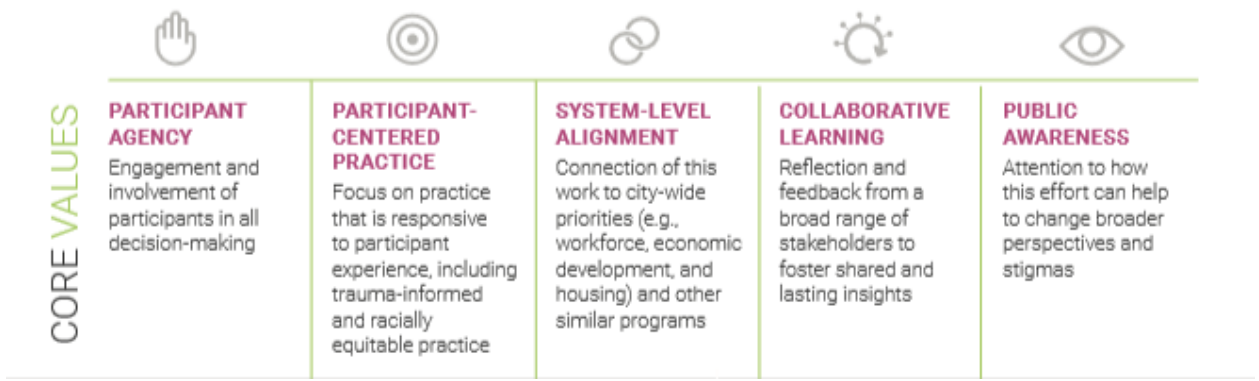 CORE VALUES
PARTICIPANT
AGENCY
Engagement and
involvement of
participants in all
decision-making
PARTICIPANT-
CENTERED
PRACTICE
Focus on practice
that is responsive
to participant
experience, including
trauma-informed
and racially
equitable practice
SYSTEM-LEVEL
ALIGNMENT
Connection of this
work to city-wide
priorities (e.g.,
workforce, economic
development, and
housing) and other
similar programs
COLLABORATIVE
LEARNING
Reflection and
feedback from a
broad range of
stakeholders to
foster shared and
lasting insights
PUBLIC
AWARENESS
Attention to how
this effort can help
to change broader
perspectives and
stigmas